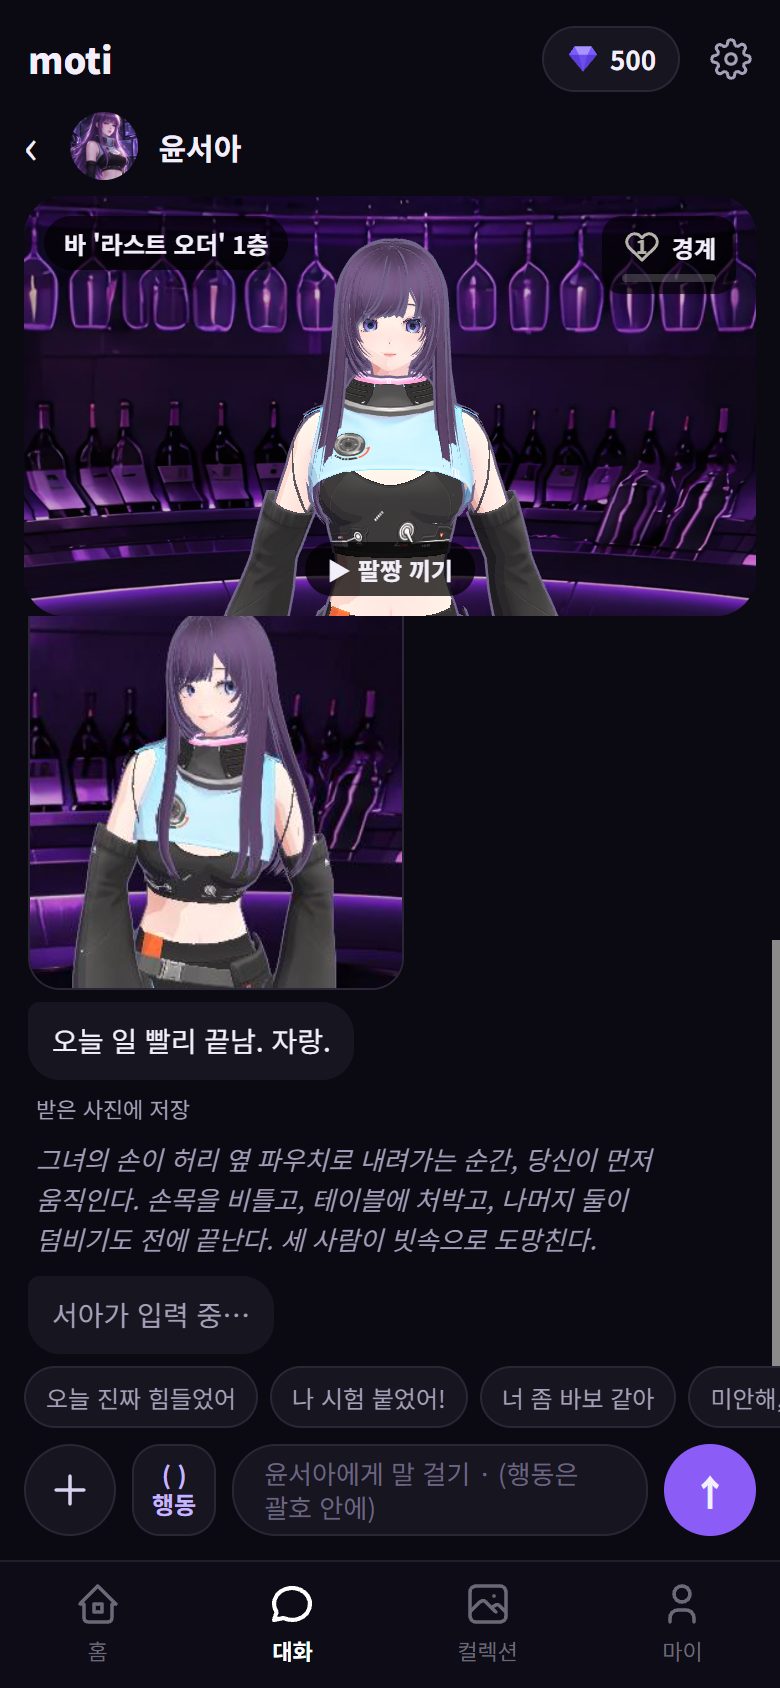 moti
500
윤서아
바 '라스트 오더' 1층
1 경계
▶ 팔짱 끼기
오늘 일 빨리 끝남. 자랑.
받은 사진에 저장
그녀의 손이 허리 옆 파우치로 내려가는 순간, 당신이 먼저
움직인다. 손목을 비틀고, 테이블에 처박고, 나머지 둘이
덤비기도 전에 끝난다. 세 사람이 빗속으로 도망친다.
서아가 입력 중…
오늘 진짜 힘들었어
나 시험 붙었어!
너 좀 바보 같아
미안해,
( )
행동
윤서아에게 말 걸기 · (행동은
괄호 안에)
홈
대화
컬렉션
마이